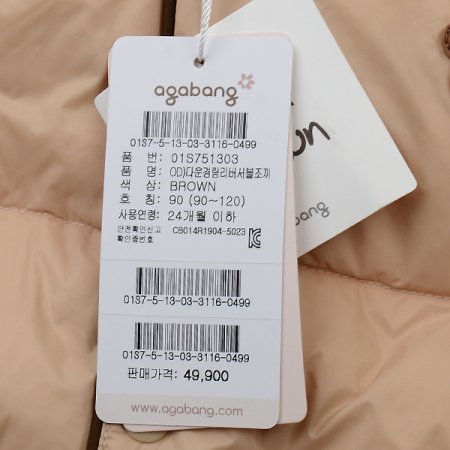 agabang
01S7-5-13-03-3116-0499
품 번: 01S751303
품 명: OD)다운경량리버서블조끼
색 상: BROWN
호 칭: 90 (90~120)
사용연령: 24개월 이하
안전확인신고
확인증번호 CB014R1904-5023
01S7-5-13-03-3116-0499
01S7-5-13-03-3116-0499
판매가격: 49,900
www.agabang.com
on
agabang